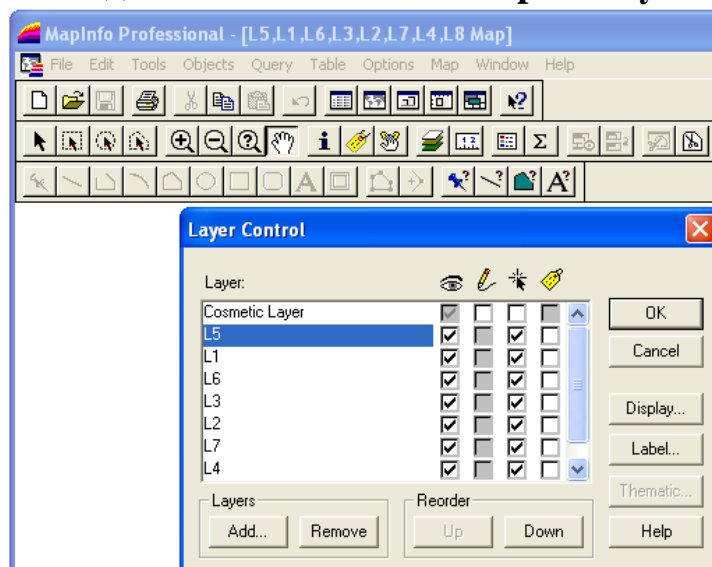 MapInfo Professional - [L5,L1,L6,L3,L2,L7,L4,L8 Map]
File Edit Tools Objects Query Table Options Map Window Help
Layer Control
Layer:
Cosmetic Layer
L5
L1
L6
L3
L2
L7
L4
OK
Cancel
Display...
Label...
Thematic...
Help
Layers
Add... Remove
Reorder
Up Down